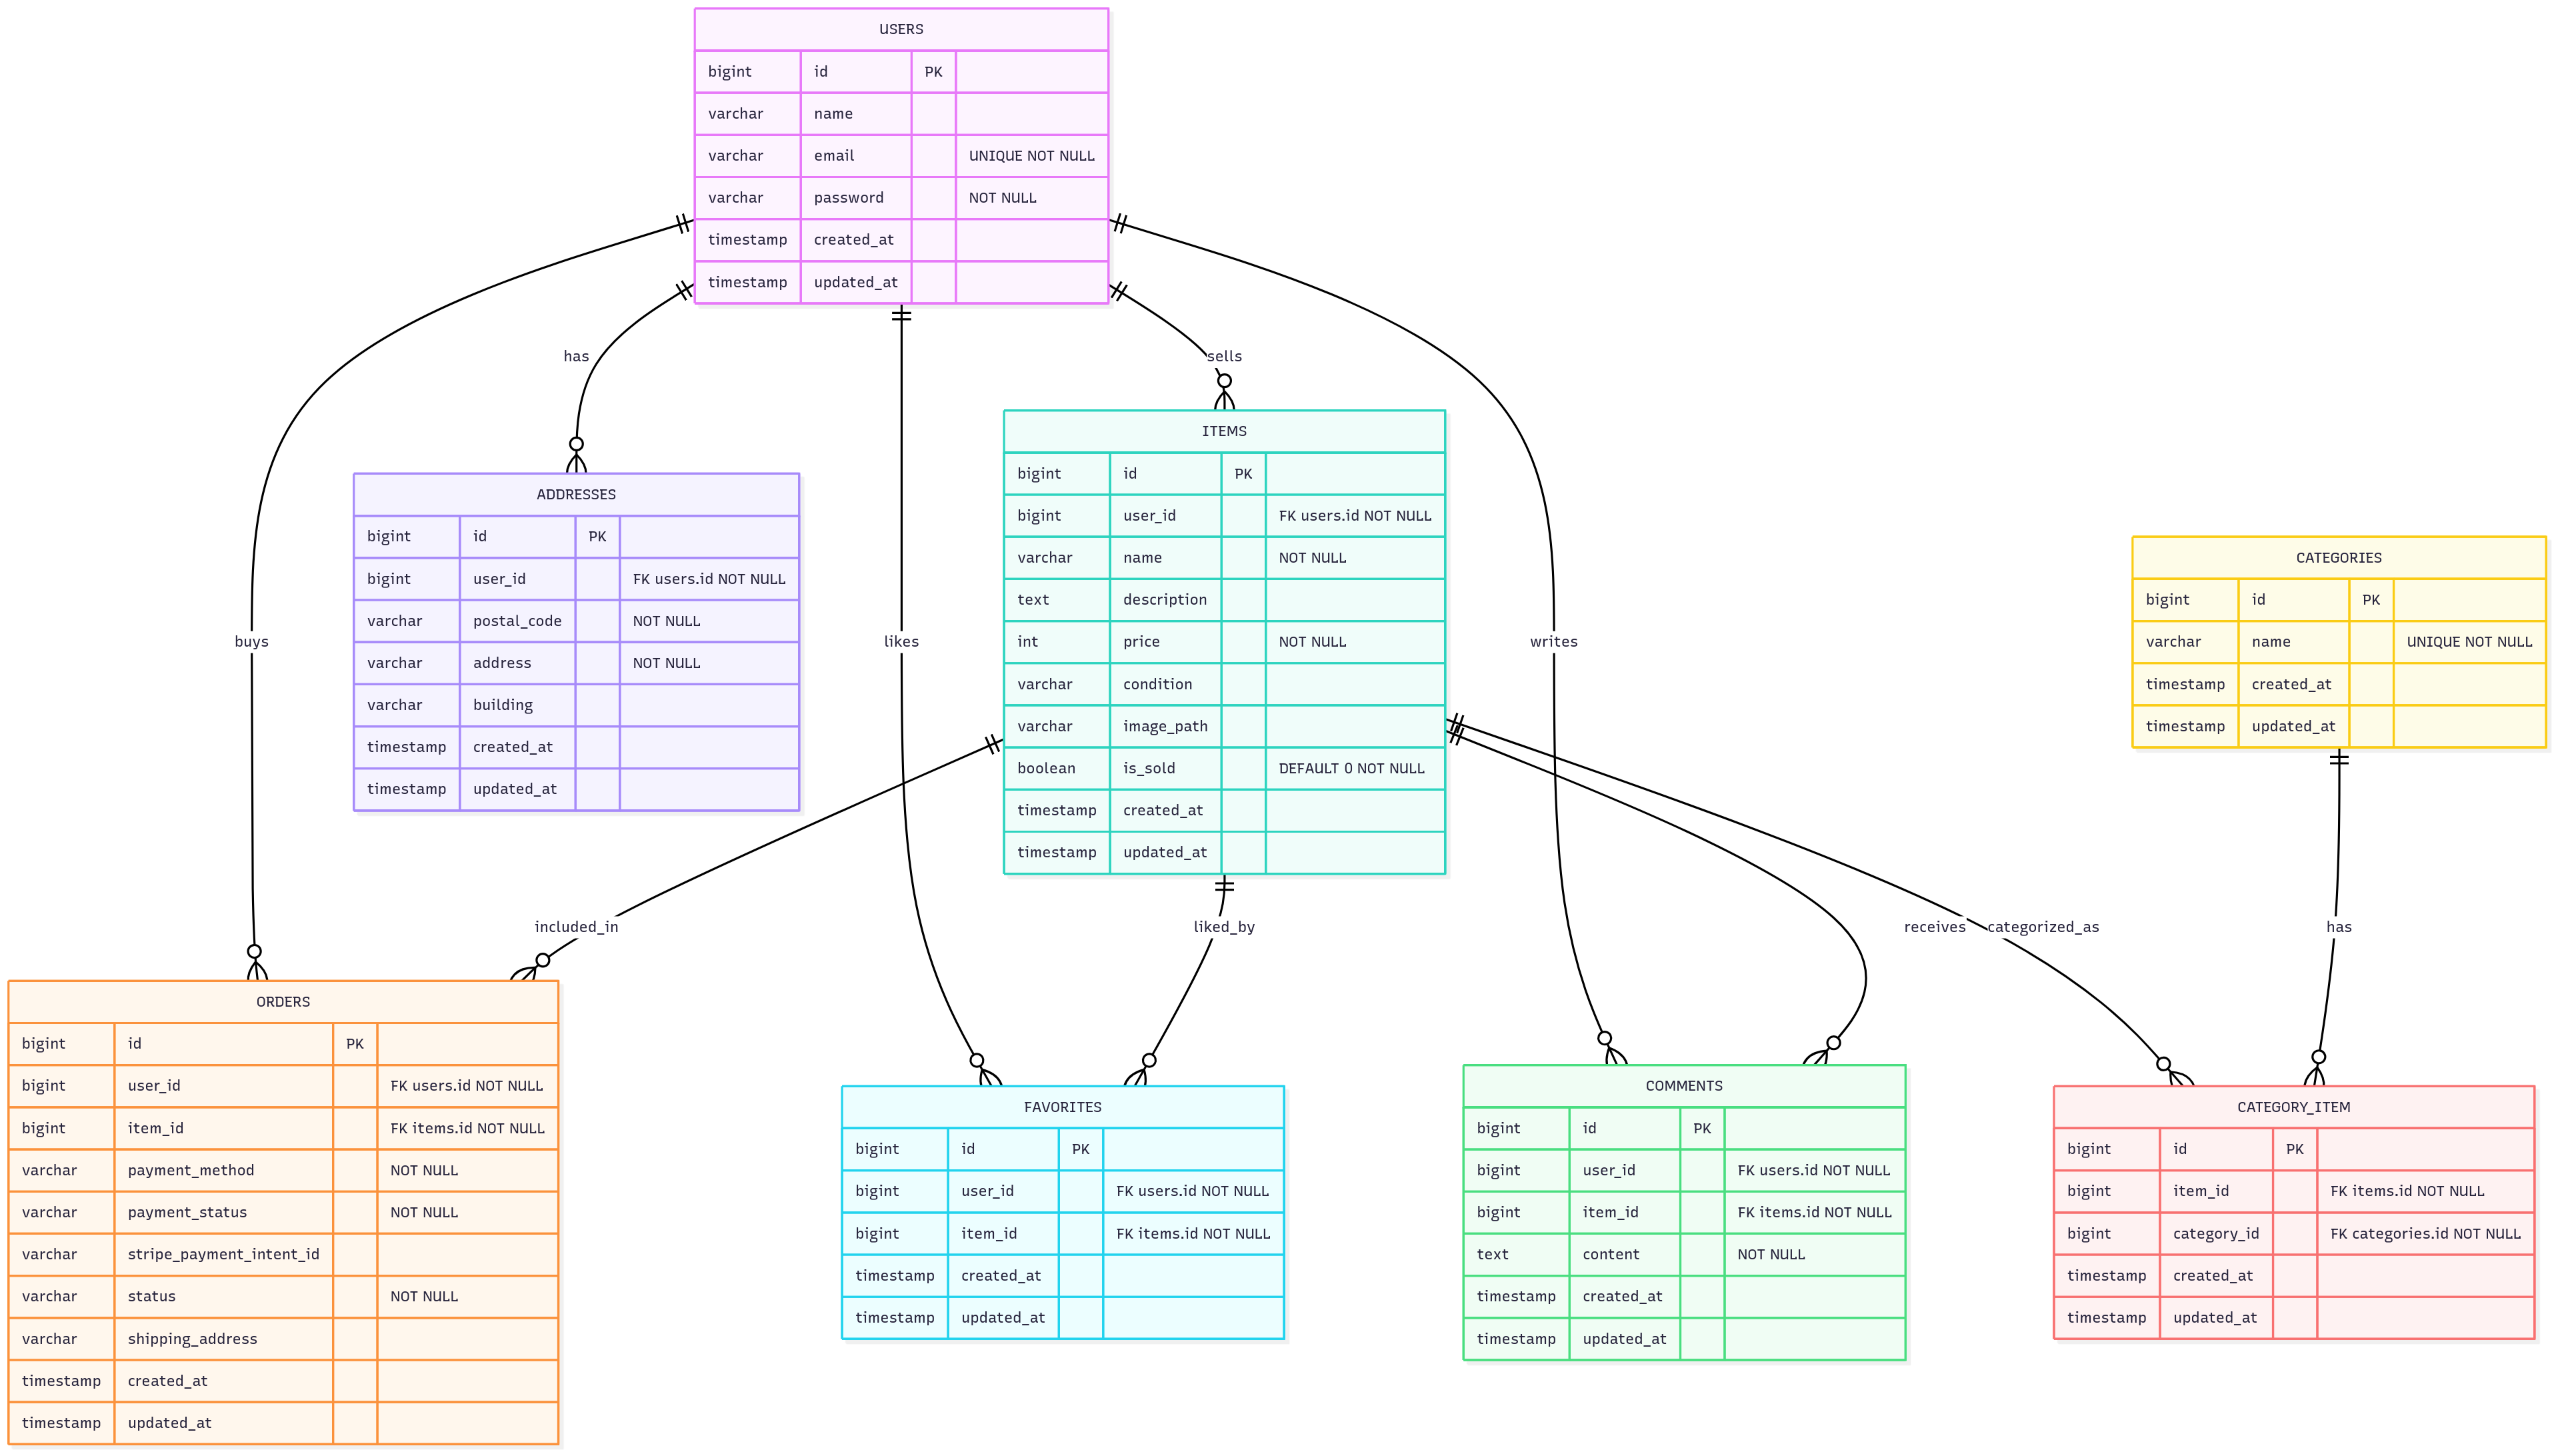 USERS
bigint id PK
varchar name
varchar email UNIQUE NOT NULL
varchar password NOT NULL
timestamp created_at
timestamp updated_at
has
sells
ITEMS
bigint id PK
bigint user_id FK users.id NOT NULL
varchar name NOT NULL
text description
int price NOT NULL
varchar condition
varchar image_path
boolean is_sold DEFAULT 0 NOT NULL
timestamp created_at
timestamp updated_at
ADDRESSES
bigint id PK
bigint user_id FK users.id NOT NULL
varchar postal_code NOT NULL
varchar address NOT NULL
varchar building
timestamp created_at
timestamp updated_at
CATEGORIES
bigint id PK
varchar name UNIQUE NOT NULL
timestamp created_at
timestamp updated_at
buys
likes
writes
included_in
liked_by
receives
categorized_as
has
ORDERS
bigint id PK
bigint user_id FK users.id NOT NULL
bigint item_id FK items.id NOT NULL
varchar payment_method NOT NULL
varchar payment_status NOT NULL
varchar stripe_payment_intent_id
varchar status NOT NULL
varchar shipping_address
timestamp created_at
timestamp updated_at
FAVORITES
bigint id PK
bigint user_id FK users.id NOT NULL
bigint item_id FK items.id NOT NULL
timestamp created_at
timestamp updated_at
COMMENTS
bigint id PK
bigint user_id FK users.id NOT NULL
bigint item_id FK items.id NOT NULL
text content NOT NULL
timestamp created_at
timestamp updated_at
CATEGORY_ITEM
bigint id PK
bigint item_id FK items.id NOT NULL
bigint category_id FK categories.id NOT NULL
timestamp created_at
timestamp updated_at